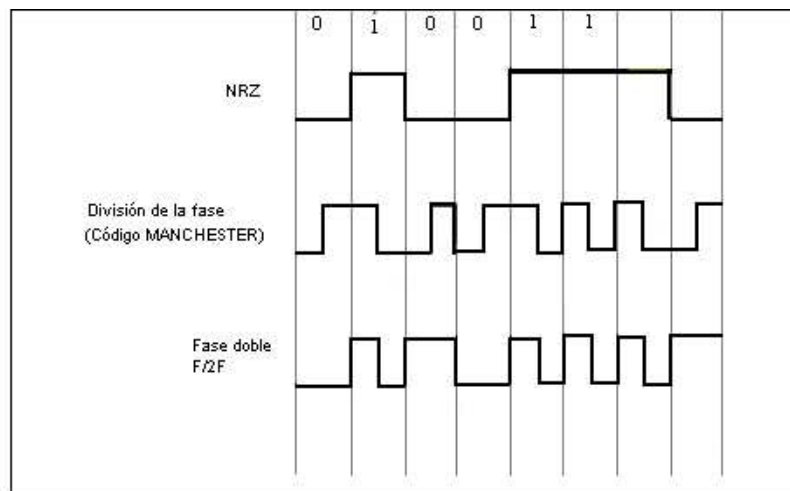 0 1 0 0 1 1
NRZ
División de la fase
(Código MANCHESTER)
Fase doble
F/2F